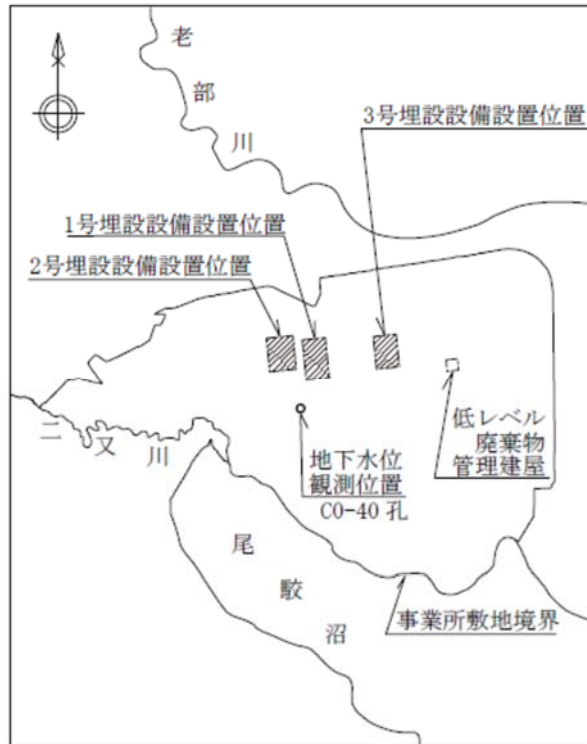 老部川
3号埋設設備設置位置
1号埋設設備設置位置
2号埋設設備設置位置
二又川
地下水位
観測位置
CO-40 孔
低レベル
廃棄物
管理建屋
尾駮沼
事業所敷地境界